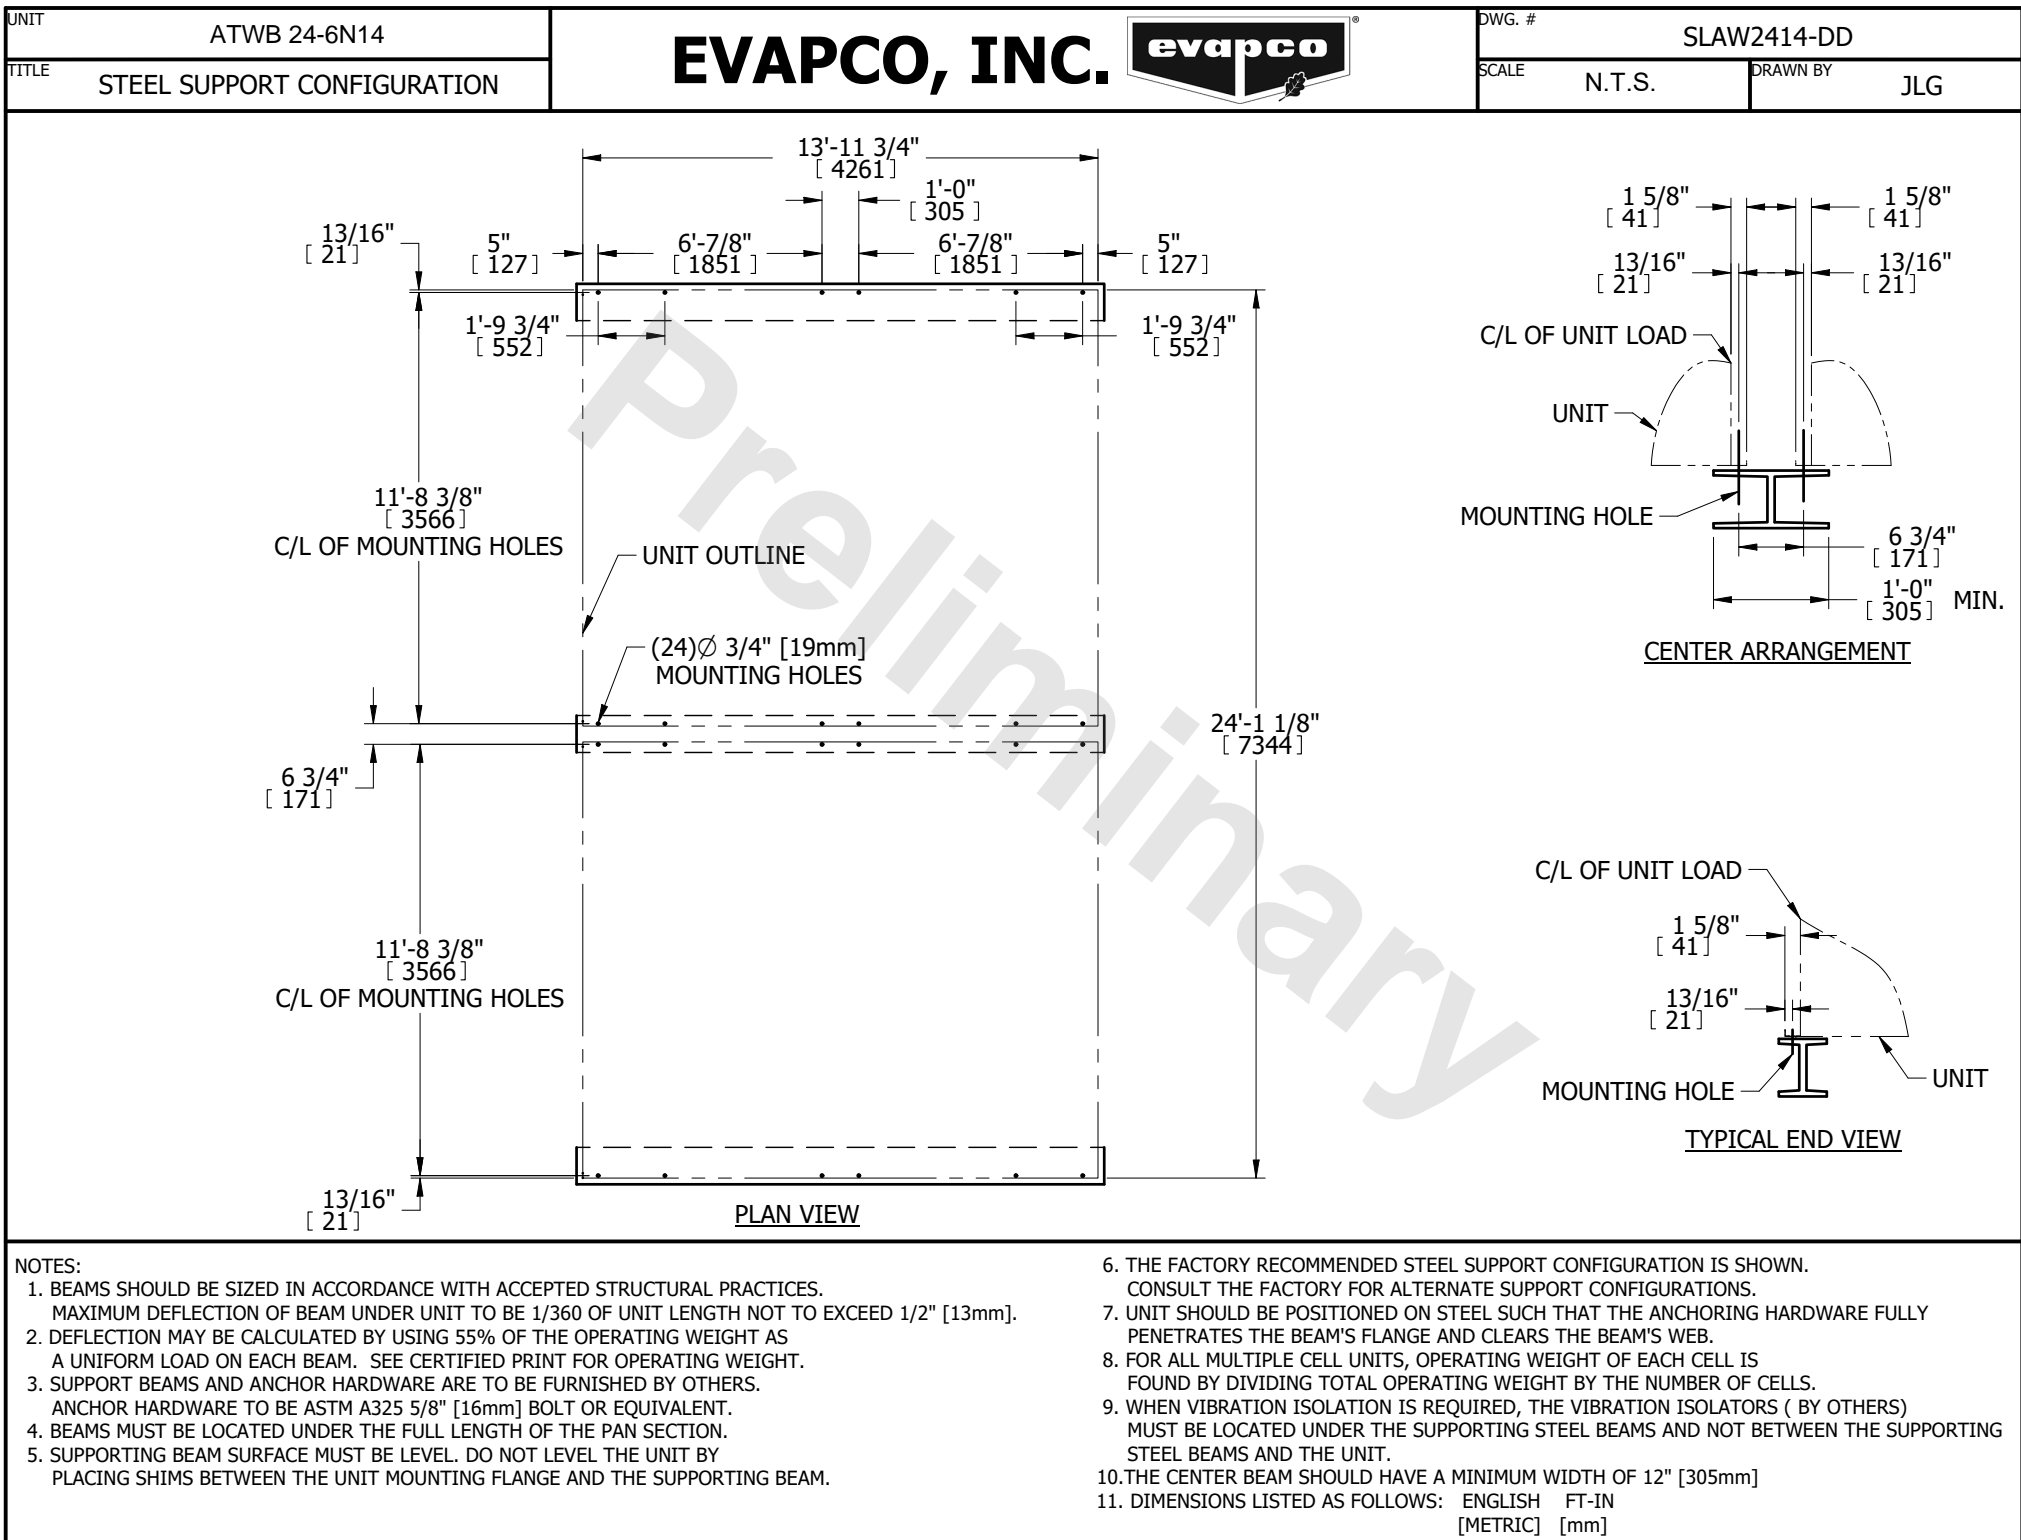 UNIT
ATWB 24-6N14
TITLE
STEEL SUPPORT CONFIGURATION
EVAPCO, INC.
evapco
®
DWG. #
SLAW2414-DD
SCALE
N.T.S.
DRAWN BY
JLG
13'-11 3/4"
[ 4261 ]
1'-0"
[ 305 ]
13/16"
[ 21 ]
5"
[ 127 ]
6'-7/8"
[ 1851 ]
6'-7/8"
[ 1851 ]
5"
[ 127 ]
1'-9 3/4"
[ 552 ]
1'-9 3/4"
[ 552 ]
11'-8 3/8"
[ 3566 ]
C/L OF MOUNTING HOLES
UNIT OUTLINE
(24)∅ 3/4" [19mm]
MOUNTING HOLES
6 3/4"
[ 171 ]
24'-1 1/8"
[ 7344 ]
11'-8 3/8"
[ 3566 ]
C/L OF MOUNTING HOLES
13/16"
[ 21 ]
PLAN VIEW
Preliminary
1 5/8"
[ 41 ]
1 5/8"
[ 41 ]
13/16"
[ 21 ]
13/16"
[ 21 ]
C/L OF UNIT LOAD
UNIT
MOUNTING HOLE
6 3/4"
[ 171 ]
1'-0"
[ 305 ] MIN.
CENTER ARRANGEMENT
C/L OF UNIT LOAD
1 5/8"
[ 41 ]
13/16"
[ 21 ]
MOUNTING HOLE
UNIT
TYPICAL END VIEW
NOTES:
1. BEAMS SHOULD BE SIZED IN ACCORDANCE WITH ACCEPTED STRUCTURAL PRACTICES.
MAXIMUM DEFLECTION OF BEAM UNDER UNIT TO BE 1/360 OF UNIT LENGTH NOT TO EXCEED 1/2" [13mm].
2. DEFLECTION MAY BE CALCULATED BY USING 55% OF THE OPERATING WEIGHT AS
A UNIFORM LOAD ON EACH BEAM. SEE CERTIFIED PRINT FOR OPERATING WEIGHT.
3. SUPPORT BEAMS AND ANCHOR HARDWARE ARE TO BE FURNISHED BY OTHERS.
ANCHOR HARDWARE TO BE ASTM A325 5/8" [16mm] BOLT OR EQUIVALENT.
4. BEAMS MUST BE LOCATED UNDER THE FULL LENGTH OF THE PAN SECTION.
5. SUPPORTING BEAM SURFACE MUST BE LEVEL. DO NOT LEVEL THE UNIT BY
PLACING SHIMS BETWEEN THE UNIT MOUNTING FLANGE AND THE SUPPORTING BEAM.
6. THE FACTORY RECOMMENDED STEEL SUPPORT CONFIGURATION IS SHOWN.
CONSULT THE FACTORY FOR ALTERNATE SUPPORT CONFIGURATIONS.
7. UNIT SHOULD BE POSITIONED ON STEEL SUCH THAT THE ANCHORING HARDWARE FULLY
PENETRATES THE BEAM'S FLANGE AND CLEARS THE BEAM'S WEB.
8. FOR ALL MULTIPLE CELL UNITS, OPERATING WEIGHT OF EACH CELL IS
FOUND BY DIVIDING TOTAL OPERATING WEIGHT BY THE NUMBER OF CELLS.
9. WHEN VIBRATION ISOLATION IS REQUIRED, THE VIBRATION ISOLATORS ( BY OTHERS)
MUST BE LOCATED UNDER THE SUPPORTING STEEL BEAMS AND NOT BETWEEN THE SUPPORTING
STEEL BEAMS AND THE UNIT.
10.THE CENTER BEAM SHOULD HAVE A MINIMUM WIDTH OF 12" [305mm]
11. DIMENSIONS LISTED AS FOLLOWS: ENGLISH FT-IN
[METRIC] [mm]